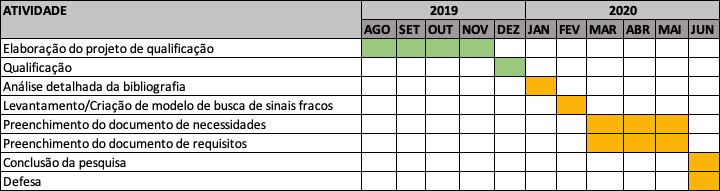 ATIVIDADE 2019 2020
AGO SET OUT NOV DEZ JAN FEV MAR ABR MAI JUN
Elaboração do projeto de qualificação
Qualificação
Análise detalhada da bibliografia
Levantamento/Criação de modelo de busca de sinais fracos
Preenchimento do documento de necessidades
Preenchimento do documento de requisitos
Conclusão da pesquisa
Defesa